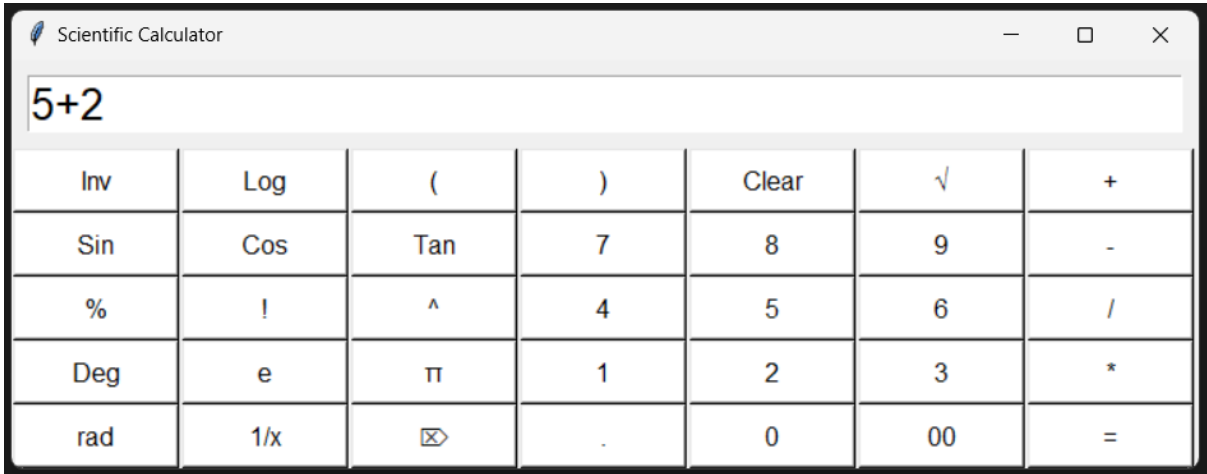 Scientific Calculator
5+2
Inv Log ( ) Clear √ +
Sin Cos Tan 7 8 9 -
% ! ^ 4 5 6 /
Deg e π 1 2 3 *
rad 1/x ⌦ . 0 00 =